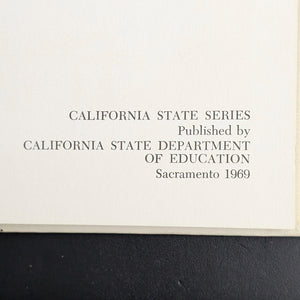 CALIFORNIA STATE SERIES
Published by
CALIFORNIA STATE DEPARTMENT
OF EDUCATION
Sacramento 1969